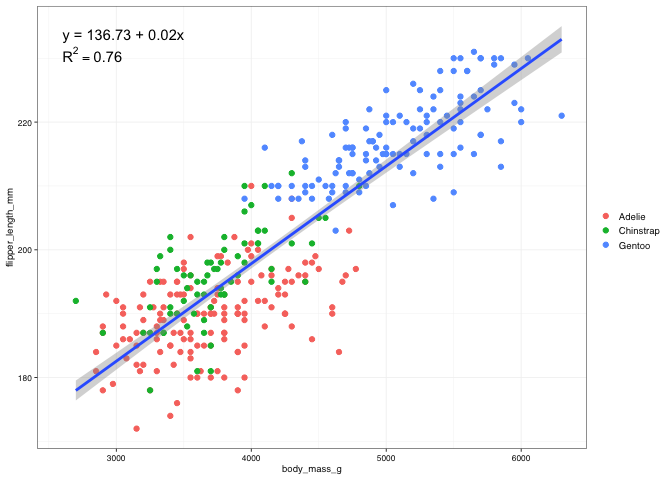 y = 136.73 + 0.02x
R² = 0.76
220
200
180
flipper_length_mm
3000 4000 5000 6000
body_mass_g
Adelie
Chinstrap
Gentoo